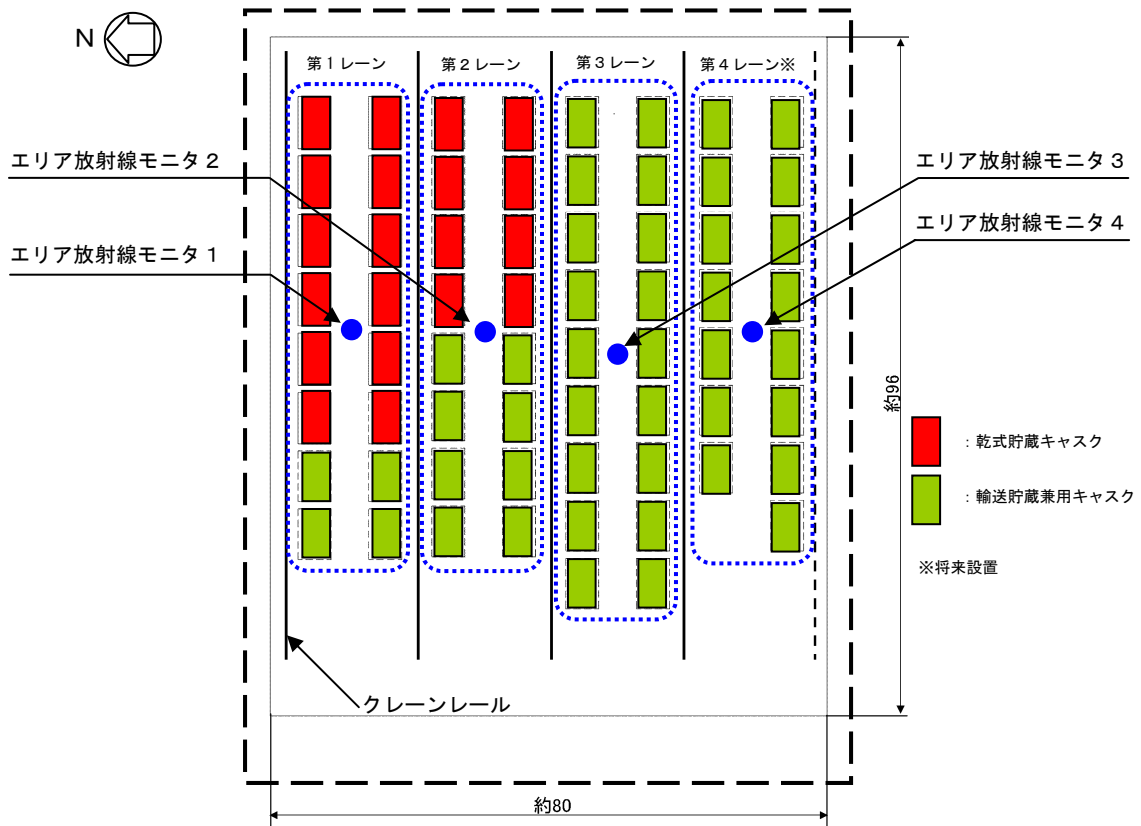 N
第1レーン
第2レーン
第3レーン
第4レーン※
エリア放射線モニタ2
エリア放射線モニタ3
エリア放射線モニタ1
エリア放射線モニタ4
約96
:乾式貯蔵キャスク
:輸送貯蔵兼用キャスク
※将来設置
クレーンレール
約80